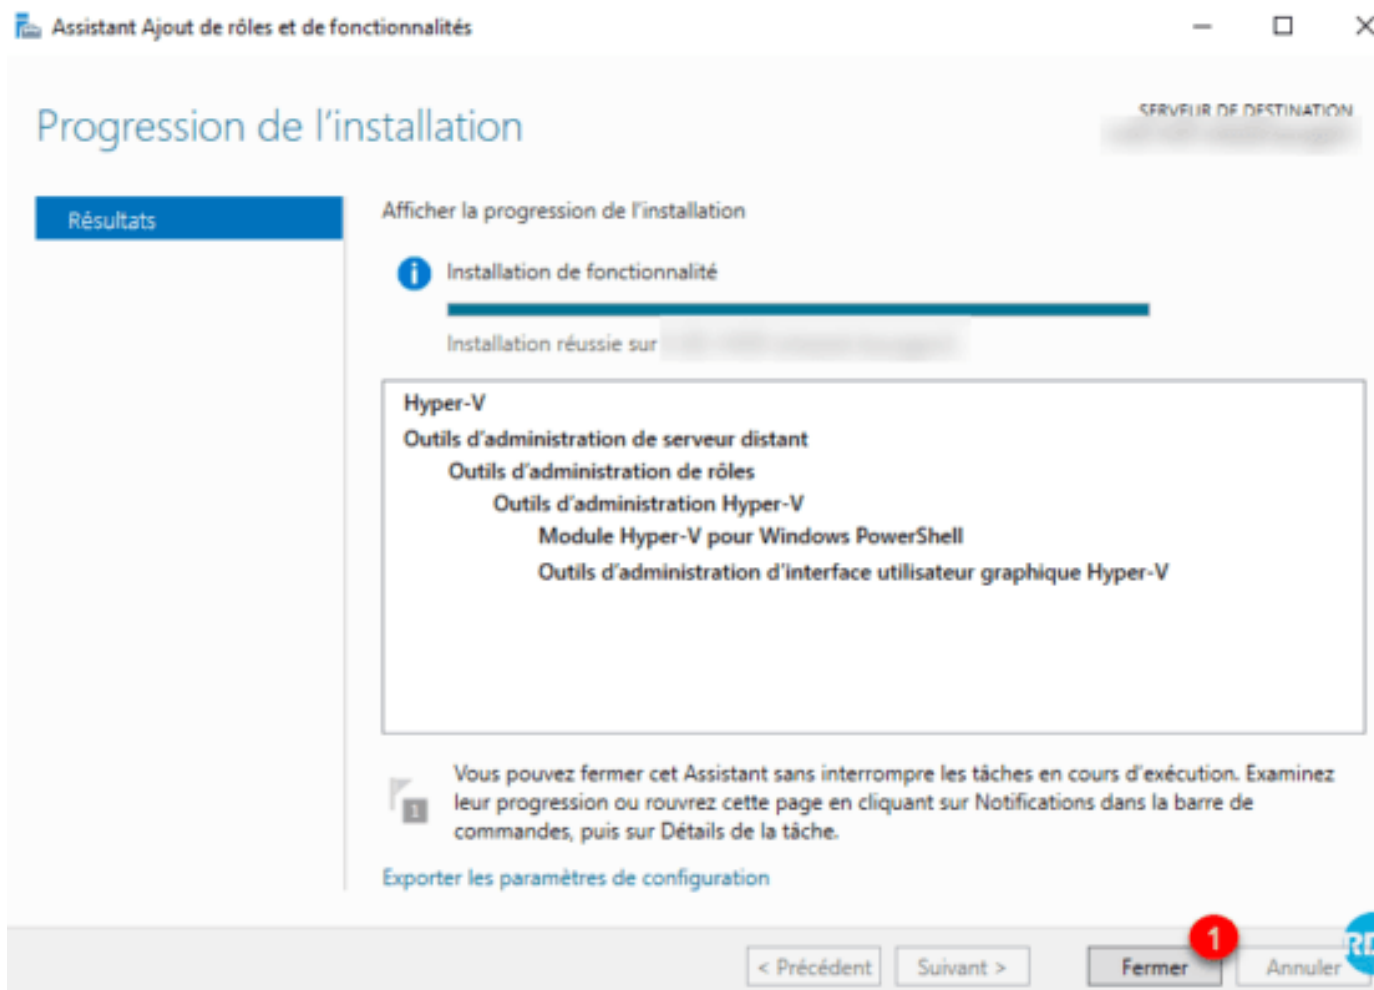 Assistant Ajout de rôles et de fonctionnalités
Progression de l'installation
SERVEUR DE DESTINATION
Résultats
Afficher la progression de l'installation
Installation de fonctionnalité
Installation réussie sur
Hyper-V
Outils d'administration de serveur distant
Outils d'administration de rôles
Outils d'administration Hyper-V
Module Hyper-V pour Windows PowerShell
Outils d'administration d'interface utilisateur graphique Hyper-V
Vous pouvez fermer cet Assistant sans interrompre les tâches en cours d'exécution. Examinez
1 leur progression ou rouvrez cette page en cliquant sur Notifications dans la barre de
commandes, puis sur Détails de la tâche.
Exporter les paramètres de configuration
1
< Précédent Suivant > Fermer Annuler